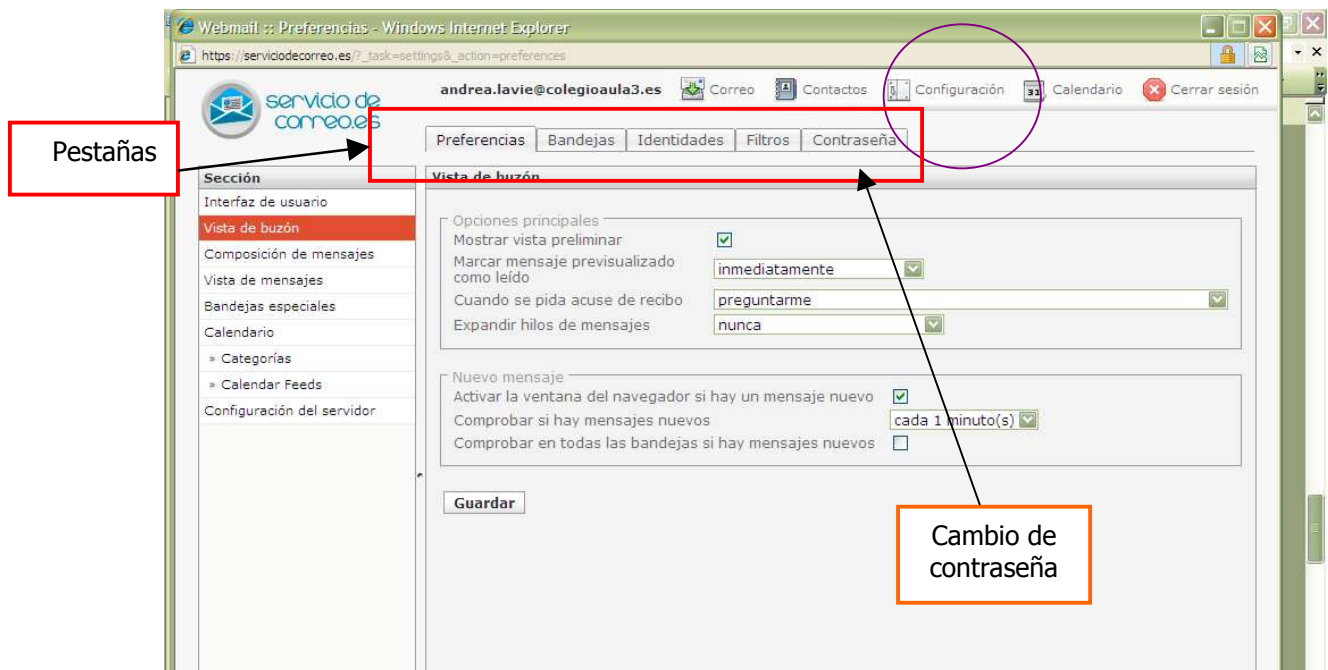 Webmail :: Preferencias - Windows Internet Explorer
https://serviciodecorreo.es/?_task=settings&_action=preferences
servicio de
correo.es
andrea.lavie@colegioaula3.es Correo Contactos Configuración 31 Calendario Cerrar sesión
Pestañas
Preferencias Bandejas Identidades Filtros Contraseña
Sección
Interfaz de usuario
Vista de buzón
Composición de mensajes
Vista de mensajes
Bandejas especiales
Calendario
» Categorías
» Calendar Feeds
Configuración del servidor
Vista de buzón
Opciones principales
Mostrar vista preliminar
Marcar mensaje previsualizado
como leído
inmediatamente
Cuando se pida acuse de recibo preguntarme
Expandir hilos de mensajes nunca
Nuevo mensaje
Activar la ventana del navegador si hay un mensaje nuevo
Comprobar si hay mensajes nuevos cada 1 minuto(s)
Comprobar en todas las bandejas si hay mensajes nuevos
Guardar
Cambio de
contraseña